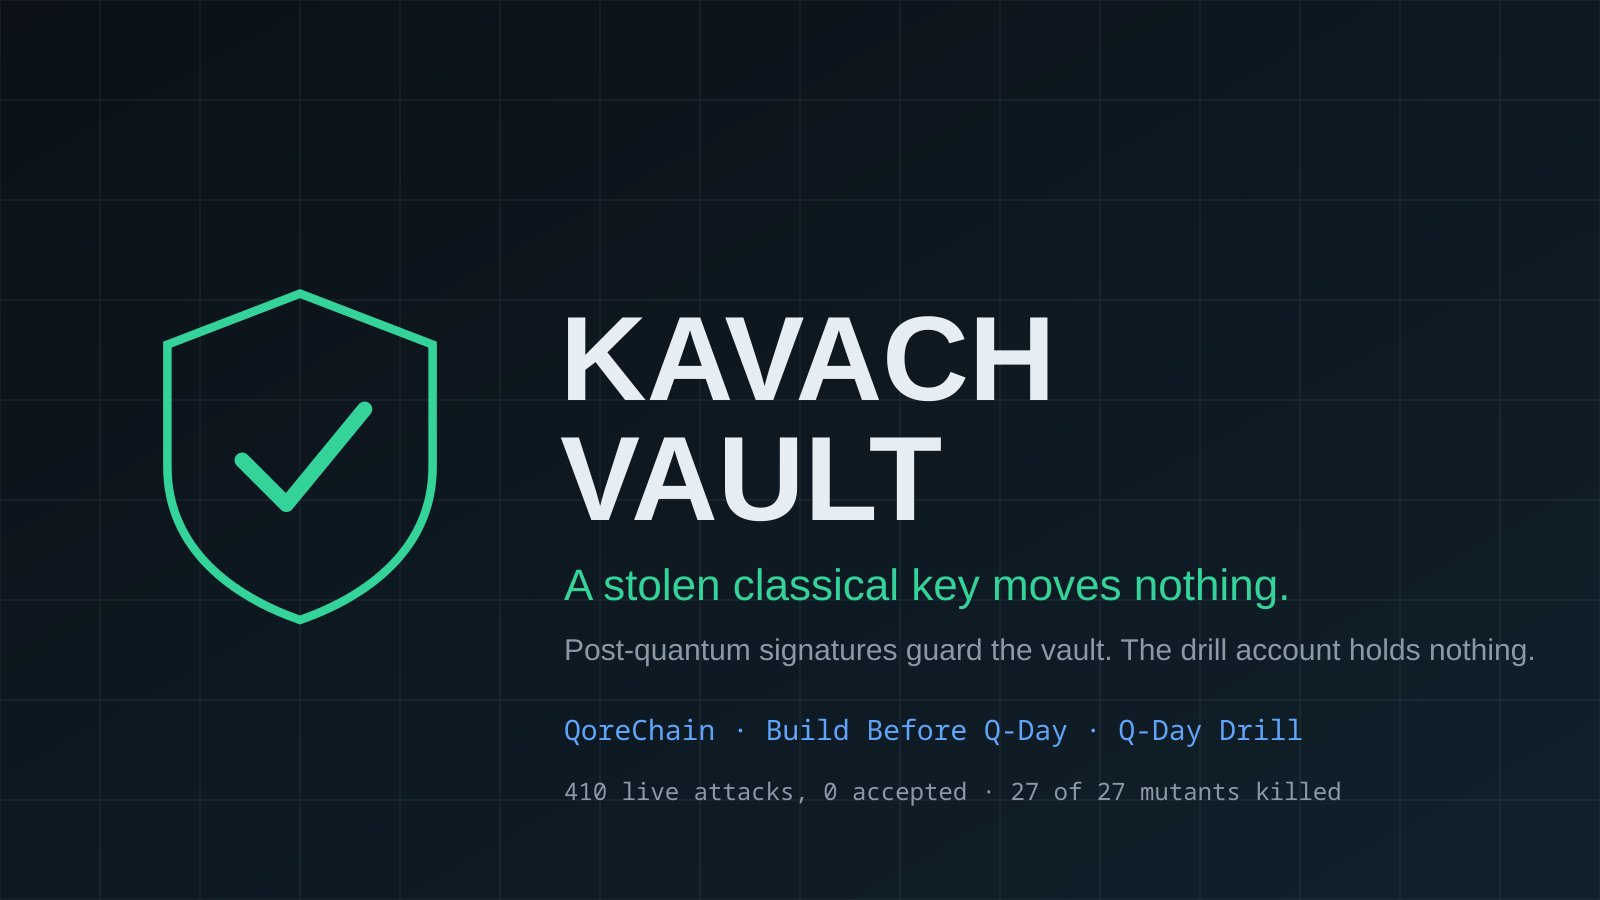 KAVACH
VAULT
A stolen classical key moves nothing.
Post-quantum signatures guard the vault. The drill account holds nothing.
QoreChain · Build Before Q-Day · Q-Day Drill
410 live attacks, 0 accepted · 27 of 27 mutants killed